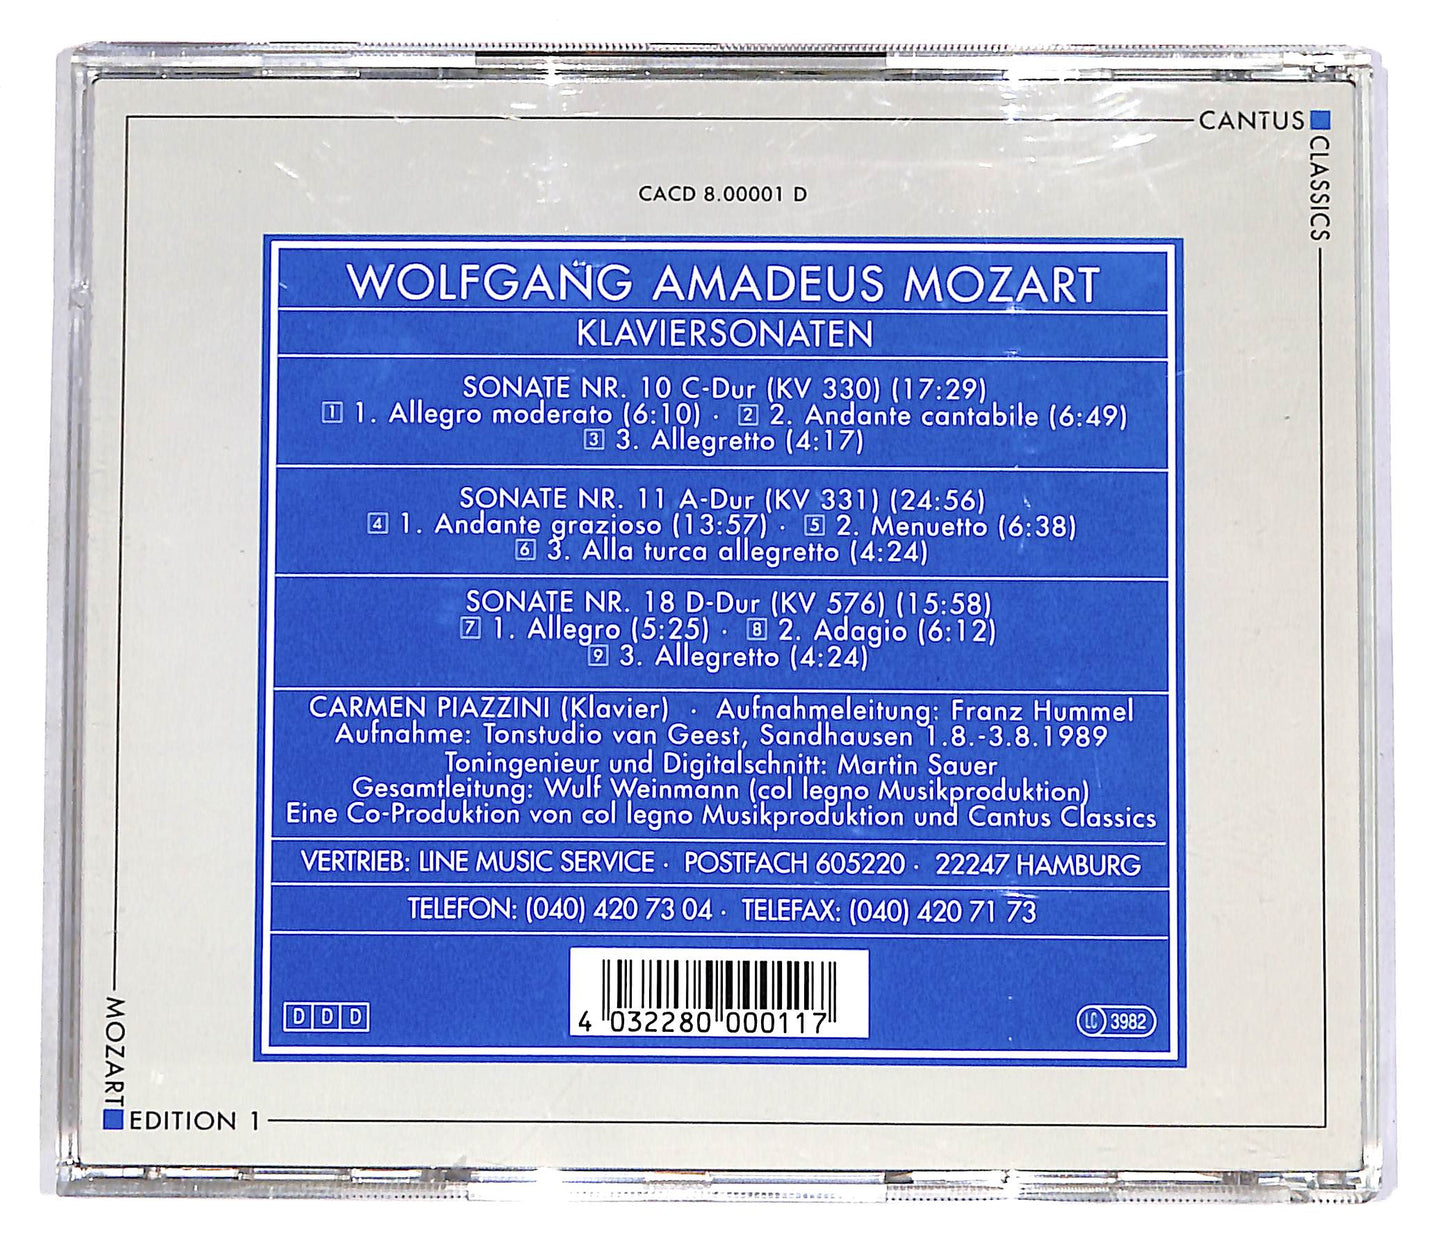 CANTUS
CLASSICS
CACD 8.00001 D
WOLFGANG AMADEUS MOZART
KLAVIERSONATEN
SONATE NR. 10 C-Dur (KV 330) (17:29)
1 1. Allegro moderato (6:10) · 2 2. Andante cantabile (6:49)
3 3. Allegretto (4:17)
SONATE NR. 11 A-Dur (KV 331) (24:56)
4 1. Andante grazioso (13:57) · 5 2. Menuetto (6:38)
6 3. Alla turca allegretto (4:24)
SONATE NR. 18 D-Dur (KV 576) (15:58)
7 1. Allegro (5:25) · 8 2. Adagio (6:12)
9 3. Allegretto (4:24)
CARMEN PIAZZINI (Klavier) · Aufnahmeleitung: Franz Hummel
Aufnahme: Tonstudio van Geest, Sandhausen 1.8.-3.8.1989
Toningenieur und Digitalschnitt: Martin Sauer
Gesamtleitung: Wulf Weinmann (col legno Musikproduktion)
Eine Co-Produktion von col legno Musikproduktion und Cantus Classics
VERTRIEB: LINE MUSIC SERVICE · POSTFACH 605220 · 22247 HAMBURG
TELEFON: (040) 420 73 04 · TELEFAX: (040) 420 71 73
DDD
4 032280 000117
LC 3982
MOZART
EDITION 1